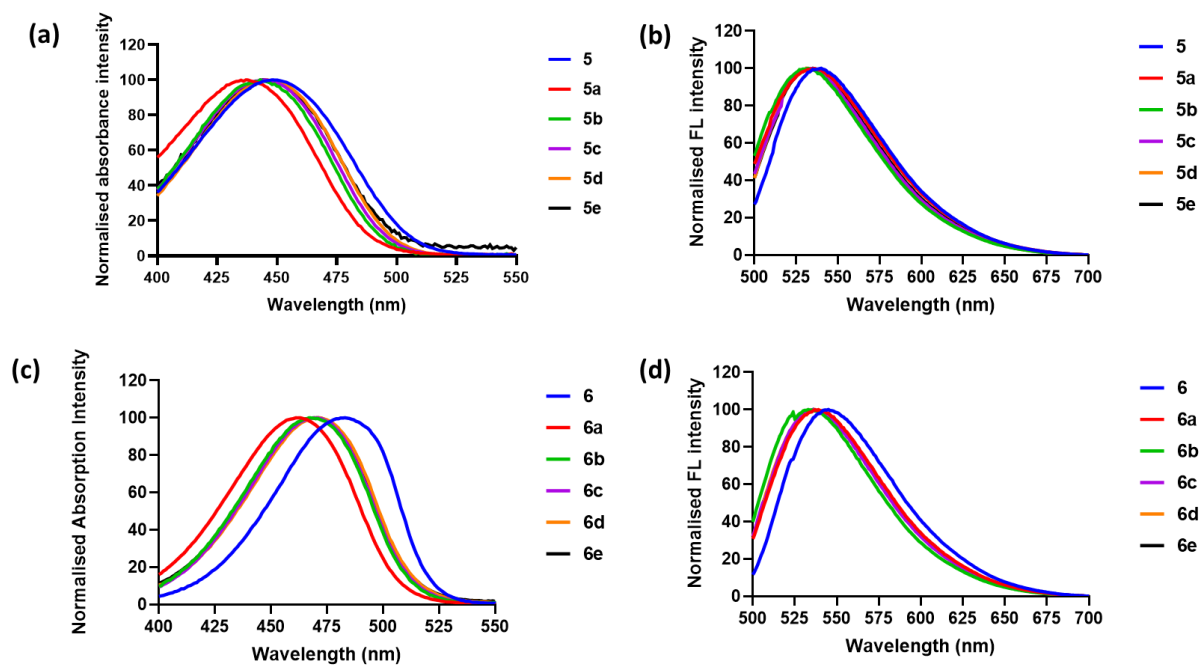 (a)
Normalised absorbance intensity
120
100
80
60
40
20
0
400 425 450 475 500 525 550
Wavelength (nm)
5
5a
5b
5c
5d
5e
(b)
Normalised FL intensity
120
100
80
60
40
20
0
500 525 550 575 600 625 650 675 700
Wavelength (nm)
5
5a
5b
5c
5d
5e
(c)
Normalised Absorption Intensity
120
100
80
60
40
20
0
400 425 450 475 500 525 550
Wavelength (nm)
6
6a
6b
6c
6d
6e
(d)
Normalised FL intensity
120
100
80
60
40
20
0
500 525 550 575 600 625 650 675 700
Wavelength (nm)
6
6a
6b
6c
6d
6e